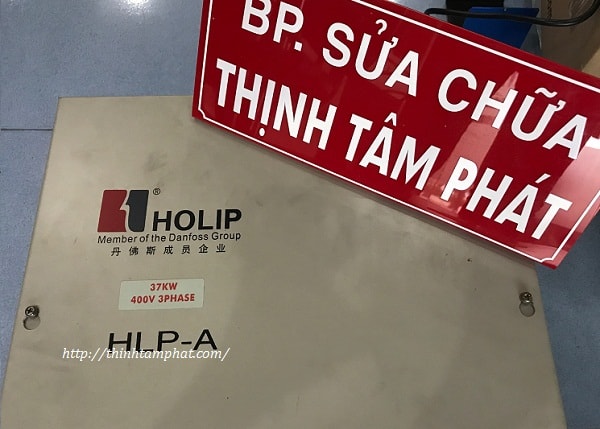 BP. SỬA CHỮA
THỊNH TÂM PHÁT
®
HOLIP
Member of the Danfoss Group
丹佛斯成员企业
37KW
400V 3PHASE
HLP-A
http://thinhtamphat.com/